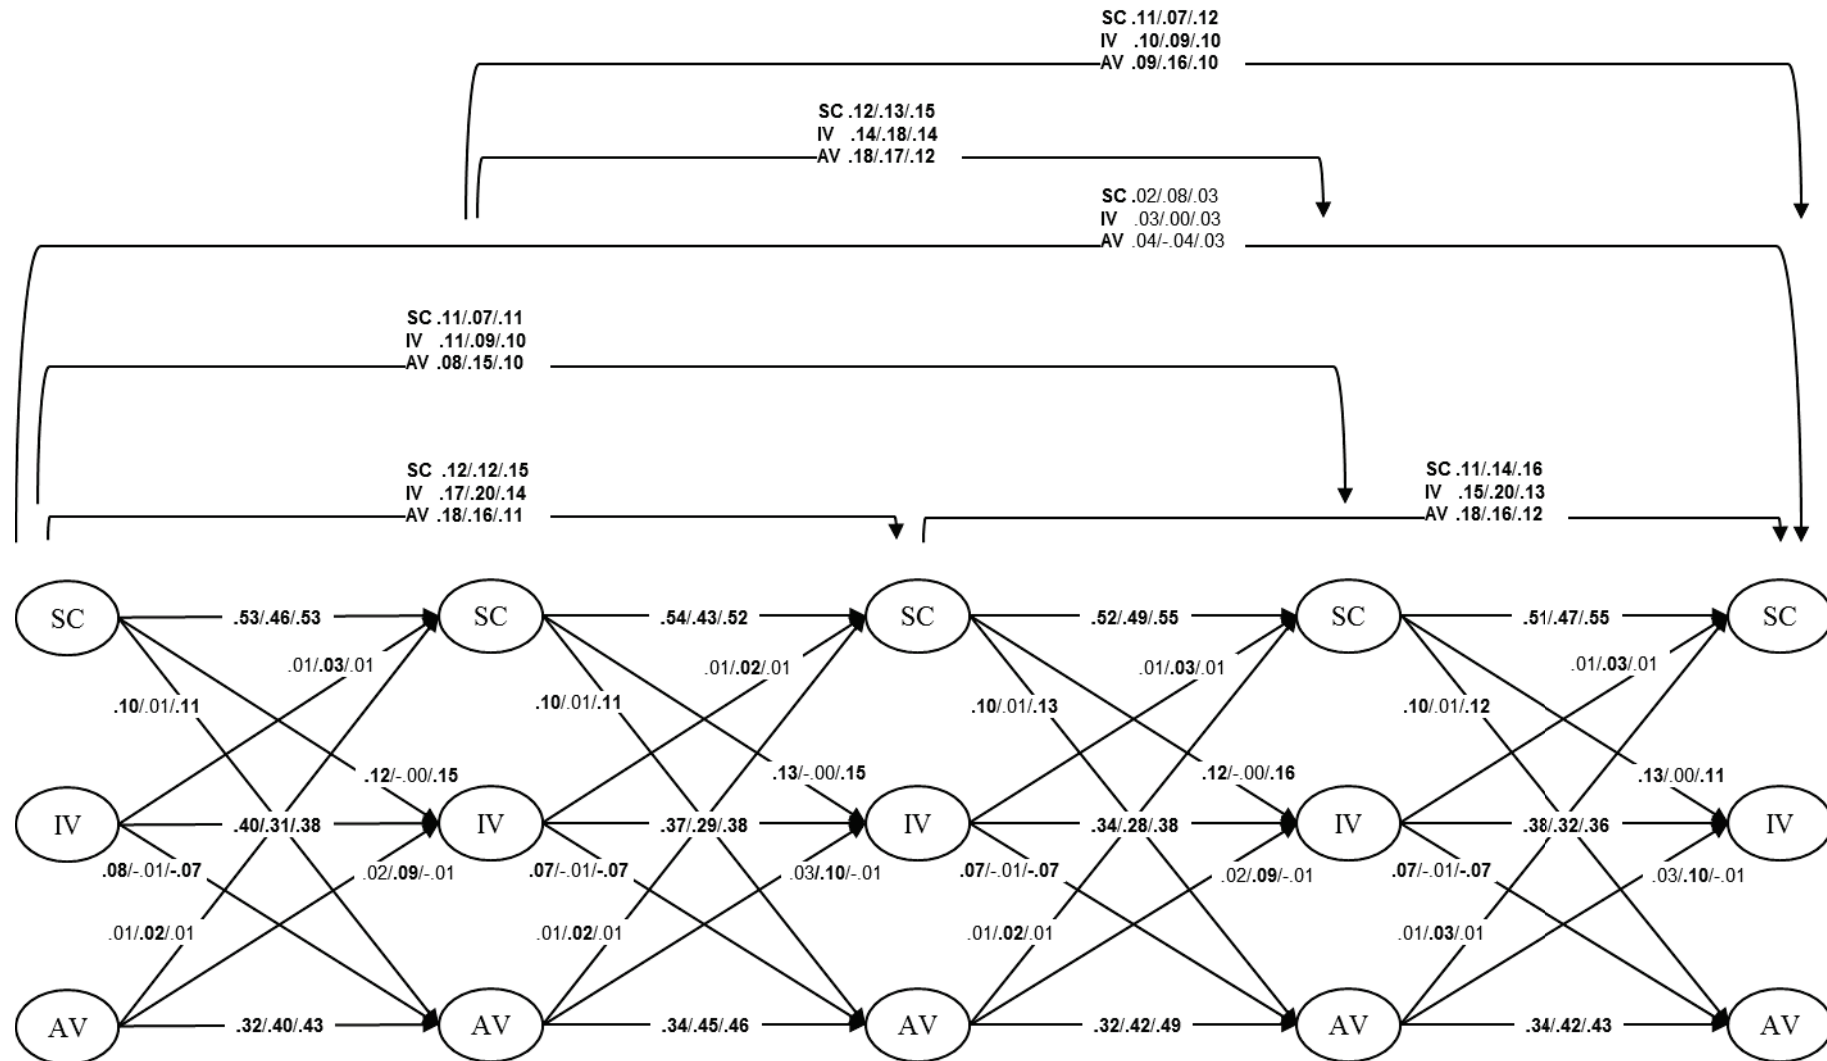 SC .11/.07/.12
IV .10/.09/.10
AV .09/.16/.10
SC .12/.13/.15
IV .14/.18/.14
AV .18/.17/.12
SC .02/.08/.03
IV .03/.00/.03
AV .04/-.04/.03
SC .11/.07/.11
IV .11/.09/.10
AV .08/.15/.10
SC .12/.12/.15
IV .17/.20/.14
AV .18/.16/.11
SC .11/.14/.16
IV .15/.20/.13
AV .18/.16/.12
SC .53/.46/.53 SC .54/.43/.52 SC .52/.49/.55 SC .51/.47/.55 SC
.01/.03/.01 .01/.02/.01 .01/.03/.01 .01/.03/.01
.10/.01/.11 .10/.01/.11 .10/.01/.13 .10/.01/.12
.12/-.00/.15 .13/-.00/.15 .12/-.00/.16 .13/.00/.11
IV .40/.31/.38 IV .37/.29/.38 IV .34/.28/.38 IV .38/.32/.36 IV
.08/-.01/-.07 .02/.09/-.01 .07/-.01/-.07 .03/.10/-.01 .07/-.01/-.07 .02/.09/-.01 .07/-.01/-.07 .03/.10/-.01
.01/.02/.01 .01/.02/.01 .01/.02/.01 .01/.03/.01
AV .32/.40/.43 AV .34/.45/.46 AV .32/.42/.49 AV .34/.42/.43 AV